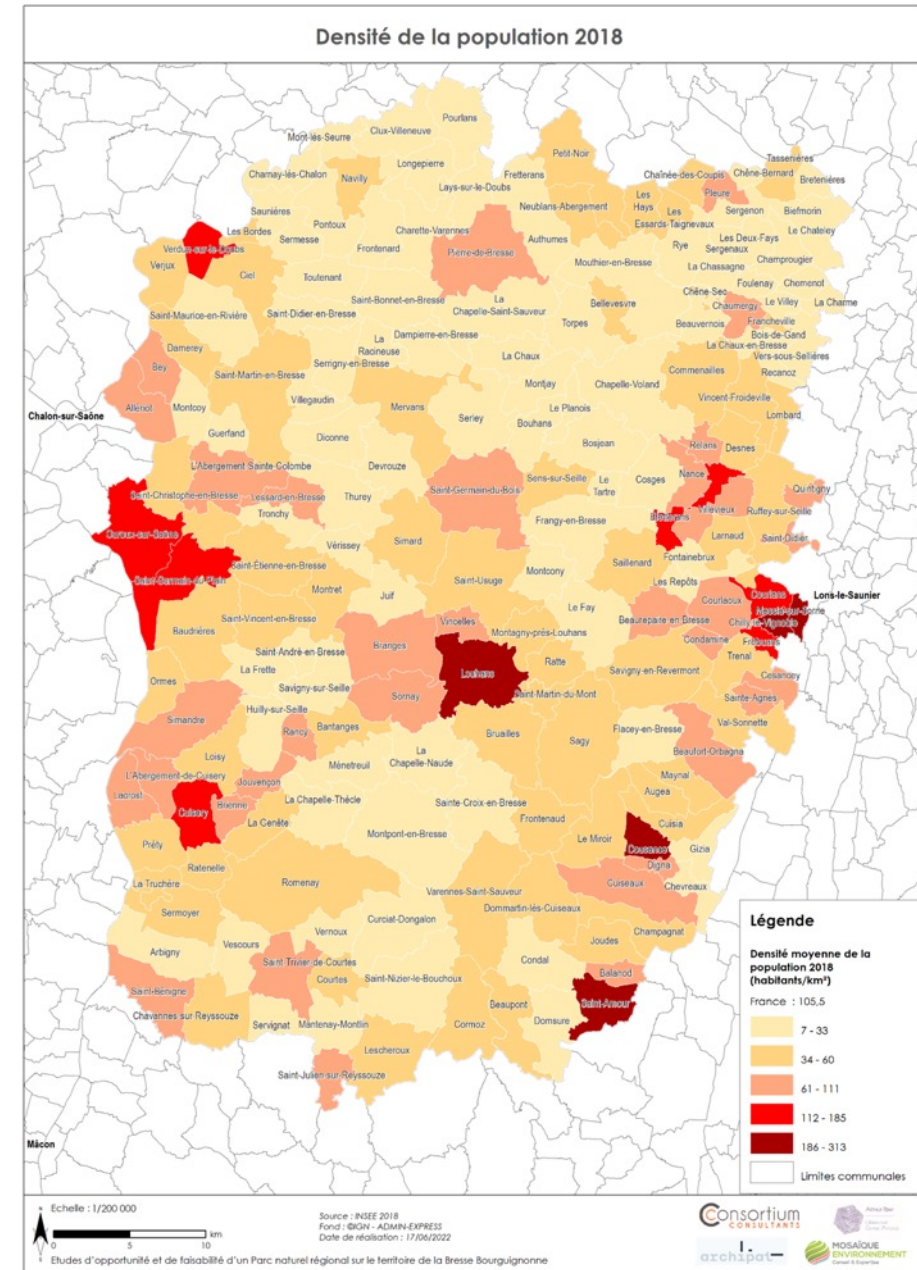 Densité de la population 2018
Pourlans
Mont-lès-Seurre
Clux-Villeneuve
Longepierre
Petit-Noir
Charnay-lès-Chalon
Navilly
Lays-sur-le-Doubs
Fretterans
Chaînée-des-Coupis
Tassenières
Chêne-Bernard
Bretenières
Pleure
Saunières
Neublans-Abergement
Les Hays
Les Essards-Taignevaux
Sergenon
Biefmorin
Les Bordes
Pontoux
Sermesse
Charette-Varennes
Authumes
Rye
Les Deux-Fays
Sergenaux
Le Chateley
Verdun-sur-le-Doubs
Frontenard
Pierre-de-Bresse
Mouthier-en-Bresse
La Chassagne
Champrougier
Verjux
Ciel
Toutenant
Foulenay
Chemenot
Chêne-Sec
Saint-Maurice-en-Rivière
Saint-Didier-en-Bresse
Saint-Bonnet-en-Bresse
La Chapelle-Saint-Sauveur
Bellevesvre
Chaumergy
Le Villey
La Charme
Torpes
Beauvernois
Francheville
Bois-de-Gand
Damerey
La Racineuse
Dampierre-en-Bresse
La Chaux-en-Bresse
Vers-sous-Sellières
Bey
Saint-Martin-en-Bresse
Serrigny-en-Bresse
La Chaux
Commenailles
Recanoz
Allériot
Montcoy
Villegaudin
Mervans
Montjay
Chapelle-Voland
Vincent-Froideville
Chalon-sur-Saône
Guerfand
Serley
Le Planois
Bouhans
Lombard
Diconne
Bosjean
Relans
Desnes
L'Abergement Sainte-Colombe
Devrouze
Saint-Germain-du-Bois
Sens-sur-Seille
Le Tartre
Cosges
Nance
Quintigny
Saint-Christophe-en-Bresse
Lessard-en-Bresse
Thurey
Tronchy
Frangy-en-Bresse
Bletterans
Villevieux
Ruffey-sur-Seille
Ouroux-sur-Saône
Vérissey
Simard
Larnaud
Saint-Didier
Saint-Germain-du-Plain
Saint-Étienne-en-Bresse
Saillenard
Fontainebrux
Montret
Juif
Saint-Usuge
Montcony
Les Repôts
Courlans
Lons-le-Saunier
Le Fay
Courlaoux
Messia-sur-Sorne
Baudrières
Saint-Vincent-en-Bresse
Vincelles
Beaurepaire en Bresse
Chilly-le-Vignoble
Branges
Montagny-près-Louhans
Condamine
Frébuans
Saint-André-en-Bresse
Louhans
Ratte
Savigny-en-Revermont
Trenal
La Frette
Cesancey
Ormes
Savigny-sur-Seille
Sornay
Saint-Martin-du-Mont
Sainte-Agnès
Simandre
Huilly-sur-Seille
Rancy
Bantanges
Bruailles
Sagy
Flacey-en-Bresse
Val-Sonnette
Beaufort-Orbagna
Loisy
Ménetreuil
La Chapelle-Naude
Maynal
L'Abergement-de-Cuisery
Jouvençon
Augea
Lacrost
Cuisery
Brienne
La Chapelle-Thècle
Sainte-Croix-en-Bresse
La Genête
Frontenaud
Cuisia
Montpont-en-Bresse
Le Miroir
Cousance
Gizia
Préty
Digna
Ratenelle
La Truchère
Romenay
Cuiseaux
Chevreaux
Varennes-Saint-Sauveur
Sermoyer
Dommartin-lès-Cuiseaux
Curciat-Dongalon
Champagnat
Vernoux
Joudes
Arbigny
Vescours
Condal
Saint Trivier-de-Courtes
Courtes
Saint-Nizier-le-Bouchoux
Balanod
Saint-Bénigne
Beaupont
Saint-Amour
Chavannes-sur-Reyssouze
Servignat
Mantenay-Montlin
Cormoz
Domsure
Lescheroux
Saint-Julien-sur-Reyssouze
Mâcon
Légende
Densité moyenne de la
population 2018
(habitants/km²)
France : 105,5
7 - 33
34 - 60
61 - 111
112 - 185
186 - 313
Limites communales
Echelle : 1/200 000
0 5 10 km
Source : INSEE 2018
Fond : ©IGN - ADMIN-EXPRESS
Date de réalisation : 17/06/2022
Etudes d'opportunité et de faisabilité d'un Parc naturel régional sur le territoire de la Bresse Bourguignonne
Consortium
CONSULTANTS
archipat
MOSAÏQUE
ENVIRONNEMENT
Conseil & Expertise